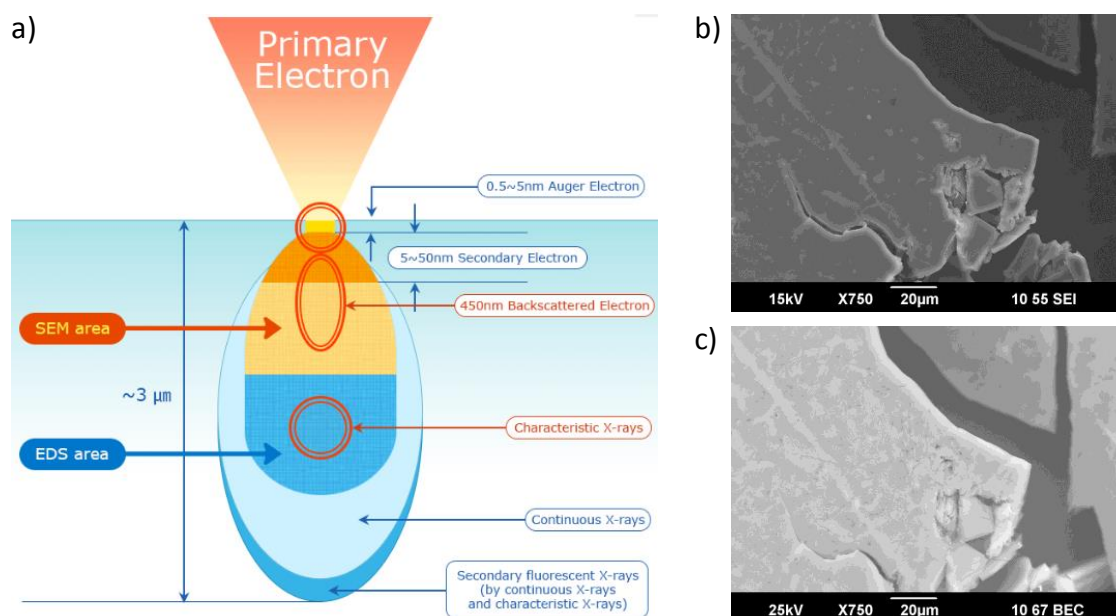 a)
Primary
Electron
0.5~5nm Auger Electron
5~50nm Secondary Electron
450nm Backscattered Electron
SEM area
~3 μm
Characteristic X-rays
EDS area
Continuous X-rays
Secondary fluorescent X-rays
(by continuous X-rays
and characteristic X-rays)
b)
15kV X750 20μm 10 55 SEI
c)
25kV X750 20μm 10 67 BEC